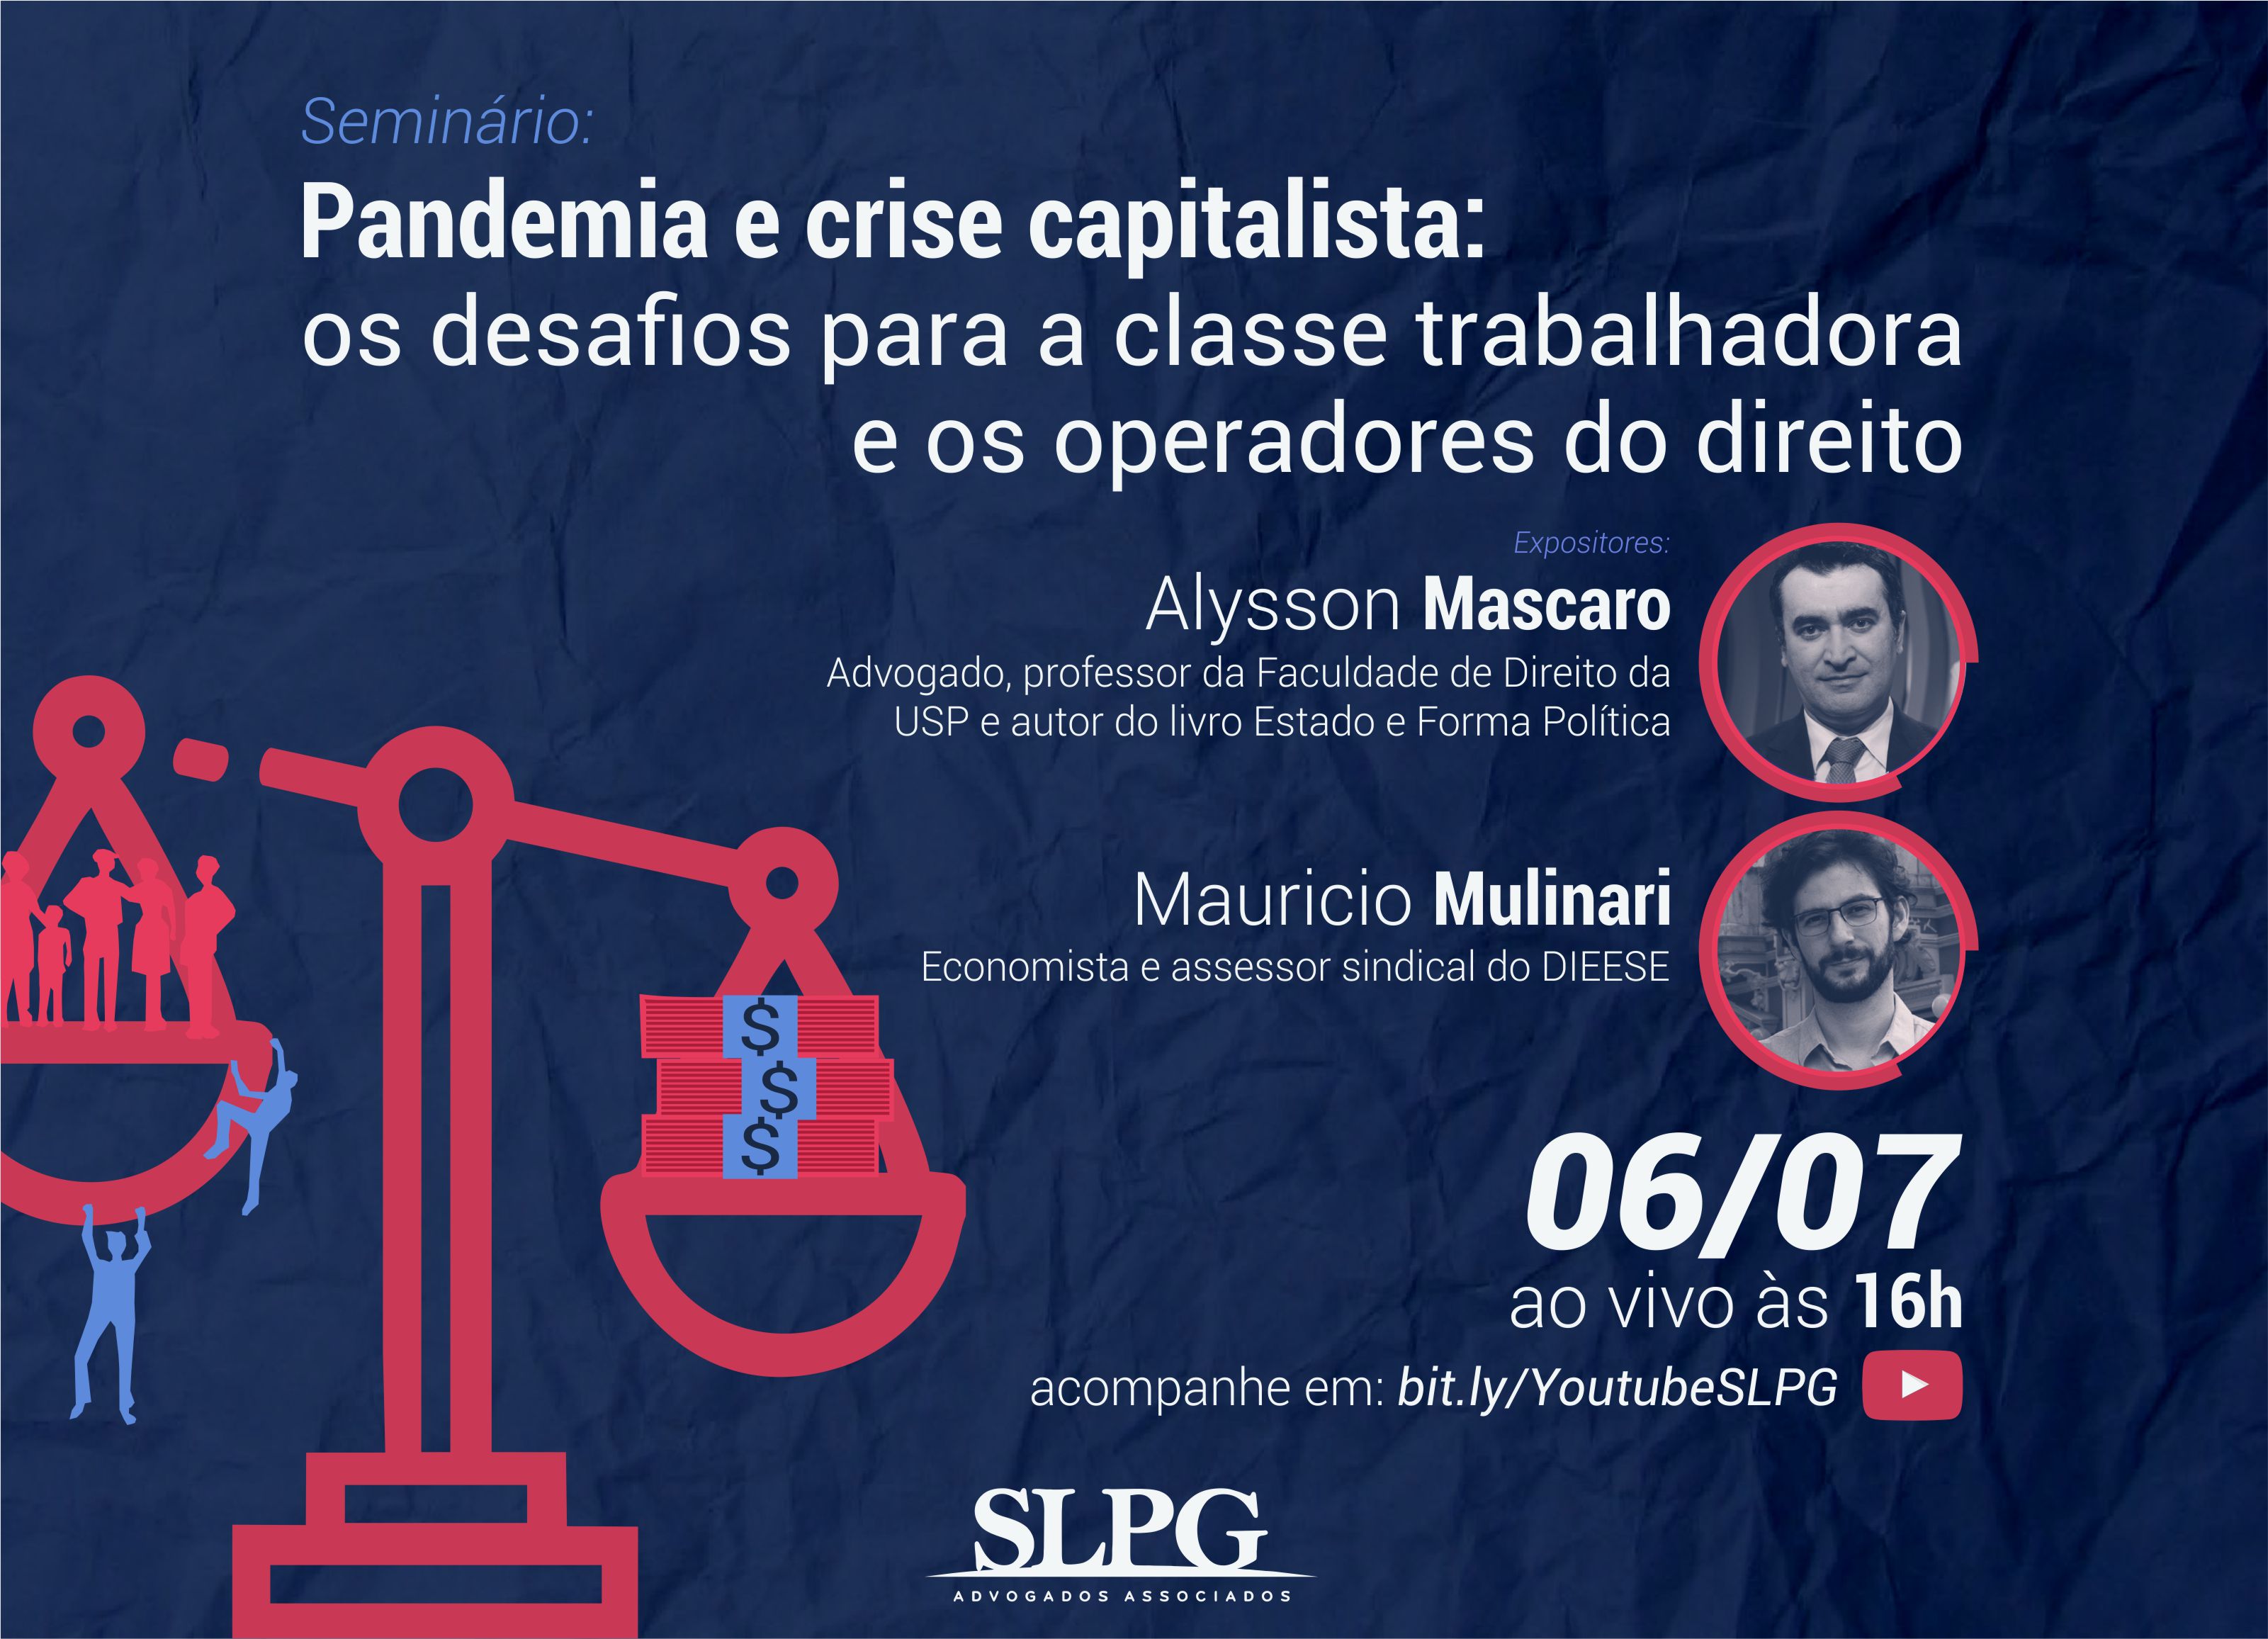 Seminário:
Pandemia e crise capitalista:
os desafios para a classe trabalhadora
e os operadores do direito
Expositores:
Alysson Mascaro
Advogado, professor da Faculdade de Direito da
USP e autor do livro Estado e Forma Política
Mauricio Mulinari
Economista e assessor sindical do DIEESE
$
$
$
06/07
ao vivo às 16h
acompanhe em: bit.ly/YoutubeSLPG
SLPG
ADVOGADOS ASSOCIADOS